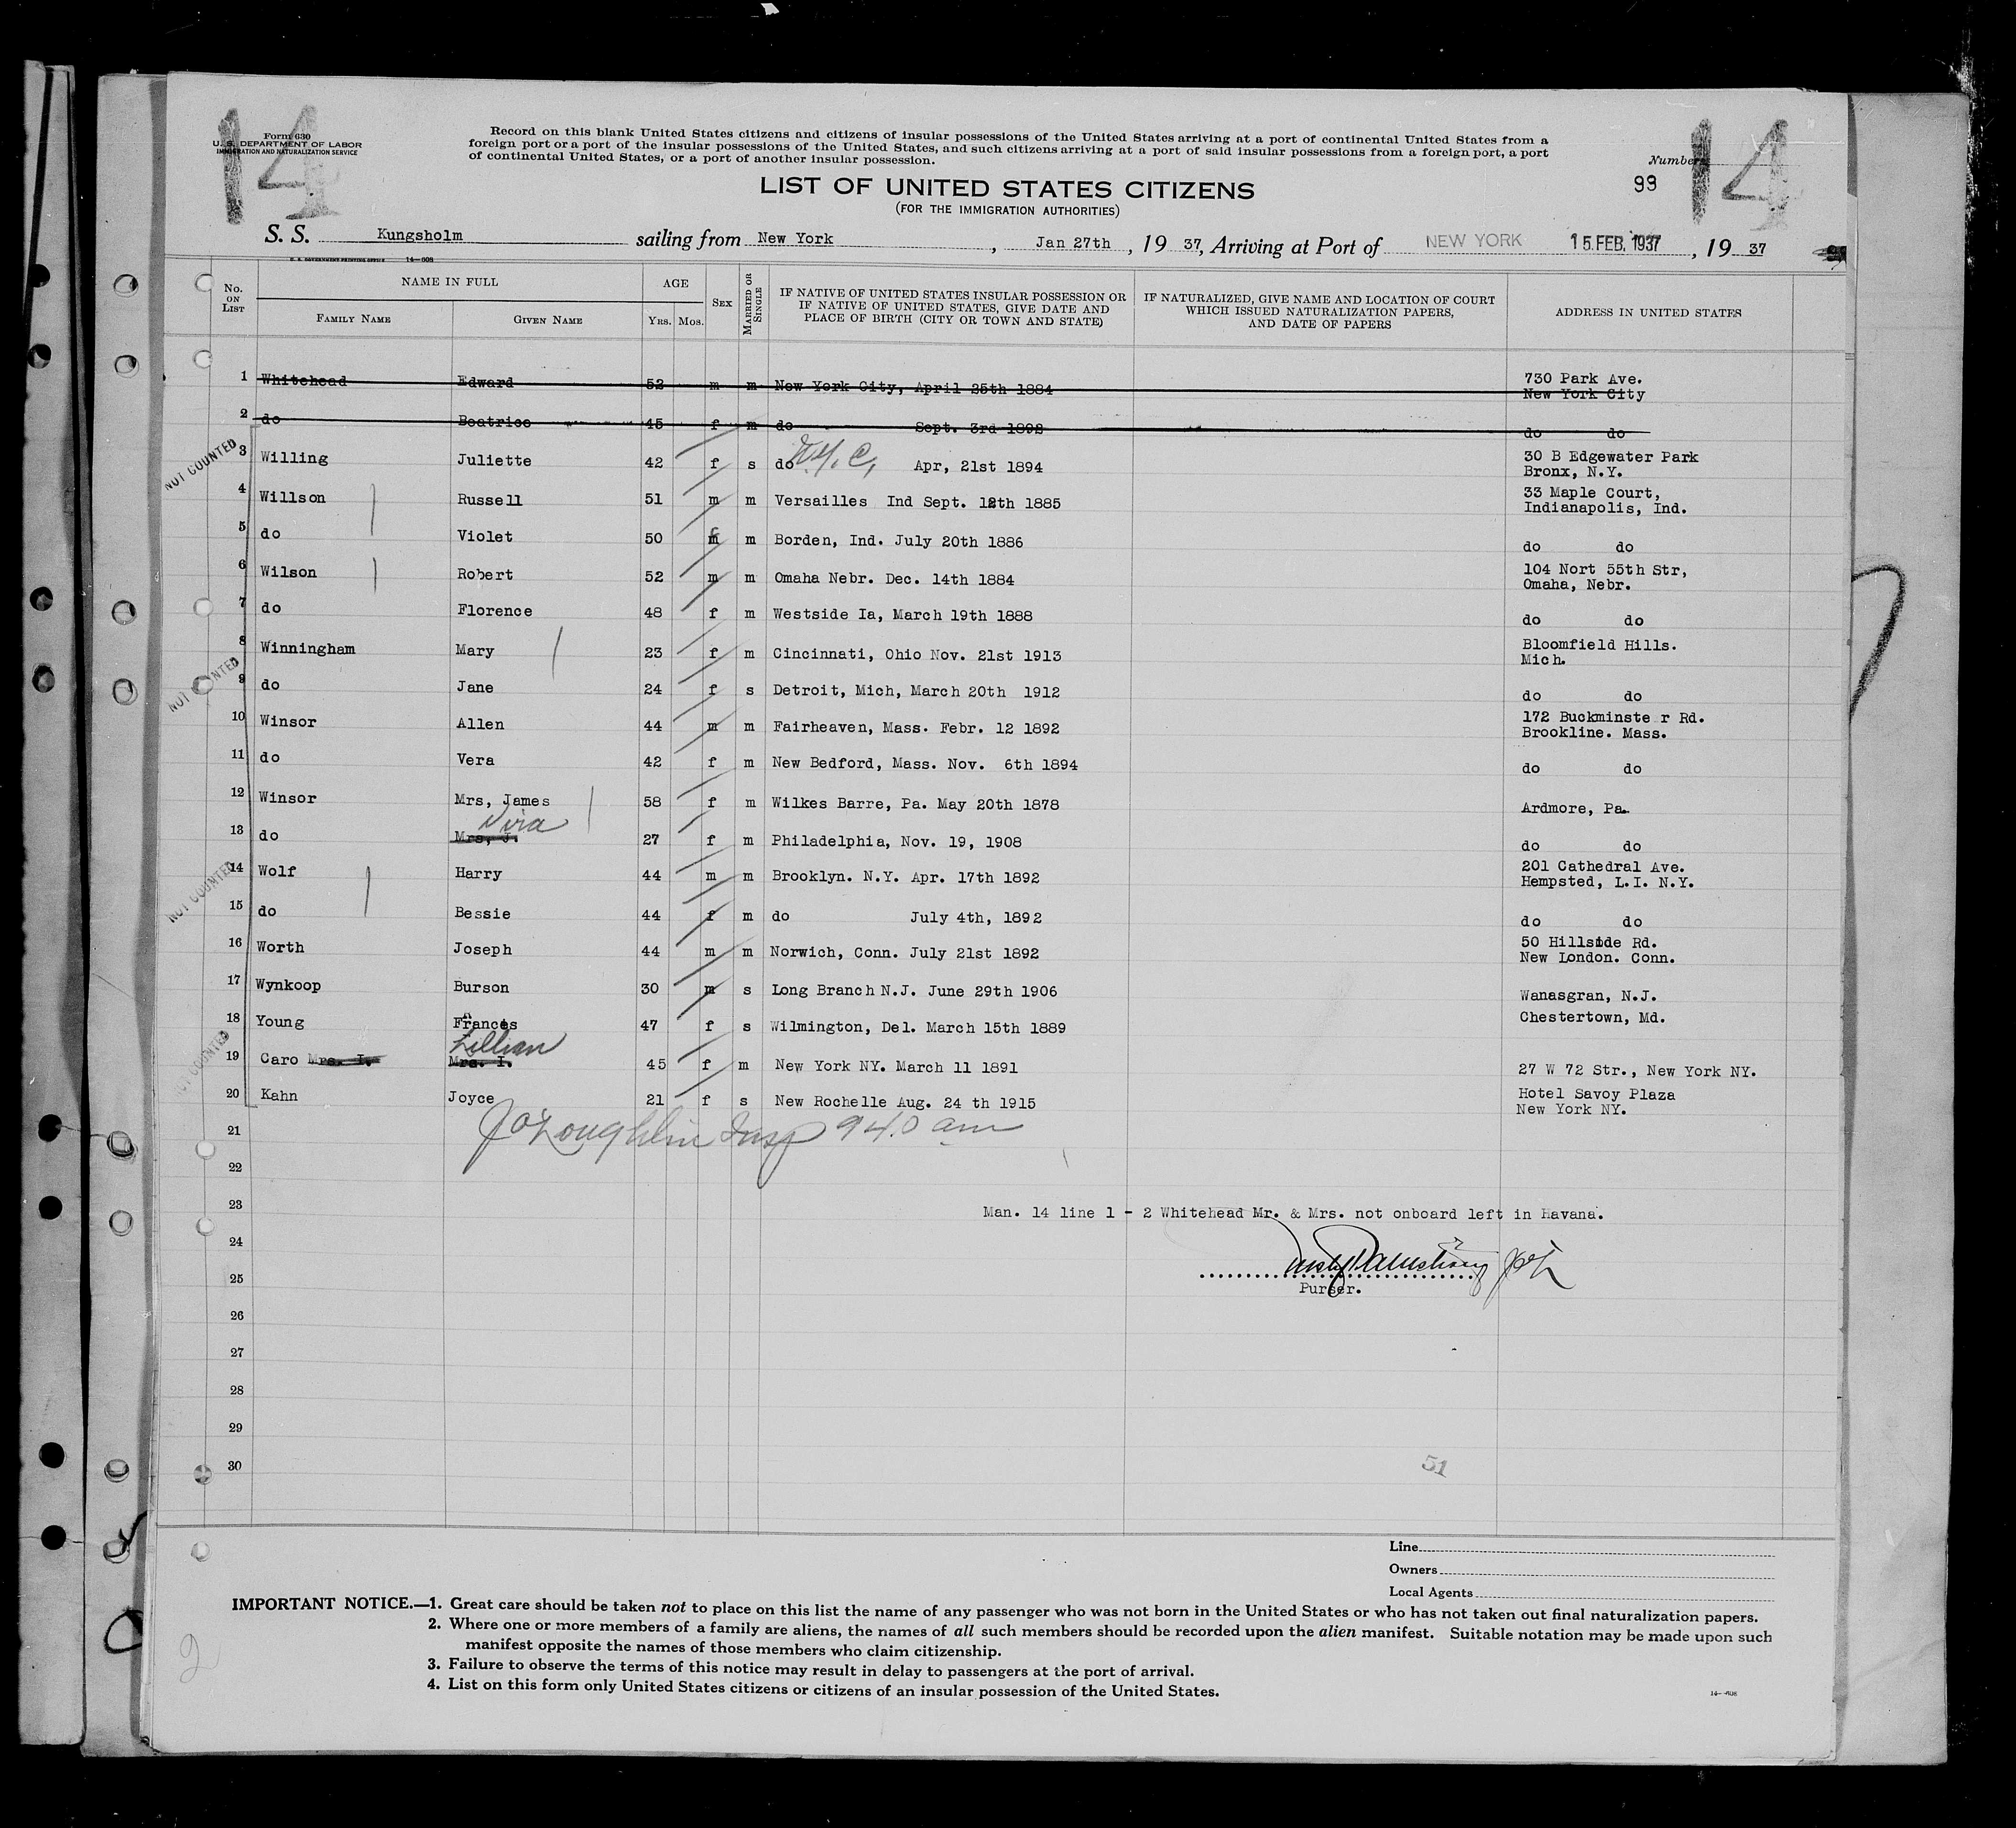 14
Form 630
U. S. DEPARTMENT OF LABOR
IMMIGRATION AND NATURALIZATION SERVICE
Record on this blank United States citizens and citizens of insular possessions of the United States arriving at a port of continental United States from a
foreign port or a port of the insular possessions of the United States, and such citizens arriving at a port of said insular possessions from a foreign port, a port
of continental United States, or a port of another insular possession.
Number
99
14
LIST OF UNITED STATES CITIZENS
(FOR THE IMMIGRATION AUTHORITIES)
S. S. Kungsholm sailing from New York, Jan 27th, 19 37, Arriving at Port of NEW YORK 15 FEB. 1937, 19 37
U. S. GOVERNMENT PRINTING OFFICE 14-608
No. ON LIST NAME IN FULL FAMILY NAME GIVEN NAME AGE YRS. MOS. SEX MARRIED OR SINGLE IF NATIVE OF UNITED STATES INSULAR POSSESSION OR IF NATIVE OF UNITED STATES, GIVE DATE AND PLACE OF BIRTH (CITY OR TOWN AND STATE) IF NATURALIZED, GIVE NAME AND LOCATION OF COURT WHICH ISSUED NATURALIZATION PAPERS, AND DATE OF PAPERS ADDRESS IN UNITED STATES
1 Whitehead Edward 52 m m New York City, April 25th 1884 730 Park Ave.
New York City
2 do Beatrice 45 f m do Sept. 3rd 1892 do do
NOT COUNTED
3 Willing Juliette 42 f s do N.Y.C, Apr, 21st 1894 30 B Edgewater Park
Bronx, N.Y.
4 Willson Russell 51 m m Versailles Ind Sept. 12th 1885 33 Maple Court,
Indianapolis, Ind.
5 do Violet 50 f m Borden, Ind. July 20th 1886 do do
6 Wilson Robert 52 m m Omaha Nebr. Dec. 14th 1884 104 Nort 55th Str,
Omaha, Nebr.
7 do Florence 48 f m Westside Ia, March 19th 1888 do do
8 Winningham Mary 23 f m Cincinnati, Ohio Nov. 21st 1913 Bloomfield Hills.
Mich.
NOT COUNTED
9 do Jane 24 f s Detroit, Mich, March 20th 1912 do do
10 Winsor Allen 44 m m Fairheaven, Mass. Febr. 12 1892 172 Buckminste r Rd.
Brookline. Mass.
11 do Vera 42 f m New Bedford, Mass. Nov. 6th 1894 do do
12 Winsor Mrs, James 58 f m Wilkes Barre, Pa. May 20th 1878 Ardmore, Pa.
13 do Mrs, J. 27 f m Philadelphia, Nov. 19, 1908 do do
NOT COUNTED
14 Wolf Harry 44 m m Brooklyn. N.Y. Apr. 17th 1892 201 Cathedral Ave.
Hempsted, L.I. N.Y.
15 do Bessie 44 f m do July 4th, 1892 do do
16 Worth Joseph 44 m m Norwich, Conn. July 21st 1892 50 Hillside Rd.
New London. Conn.
17 Wynkoop Burson 30 m s Long Branch N.J. June 29th 1906 Wanasgran, N.J.
18 Young Frances 47 f s Wilmington, Del. March 15th 1889 Chestertown, Md.
NOT COUNTED
Lillian
19 Caro Mrs. I. Mrs. I. 45 f m New York NY. March 11 1891 27 W 72 Str., New York NY.
20 Kahn Joyce 21 f s New Rochelle Aug. 24 th 1915 Hotel Savoy Plaza
New York NY.
21 J O'Loughlin Insp 940 am
22
23 Man. 14 line 1 - 2 Whitehead Mr. & Mrs. not onboard left in Havana.
24
25
Purser.
26
27
28
29
30
51
Line
Owners
Local Agents
IMPORTANT NOTICE.—1. Great care should be taken not to place on this list the name of any passenger who was not born in the United States or who has not taken out final naturalization papers.
2. Where one or more members of a family are aliens, the names of all such members should be recorded upon the alien manifest. Suitable notation may be made upon such
manifest opposite the names of those members who claim citizenship.
3. Failure to observe the terms of this notice may result in delay to passengers at the port of arrival.
4. List on this form only United States citizens or citizens of an insular possession of the United States.
14-608
2